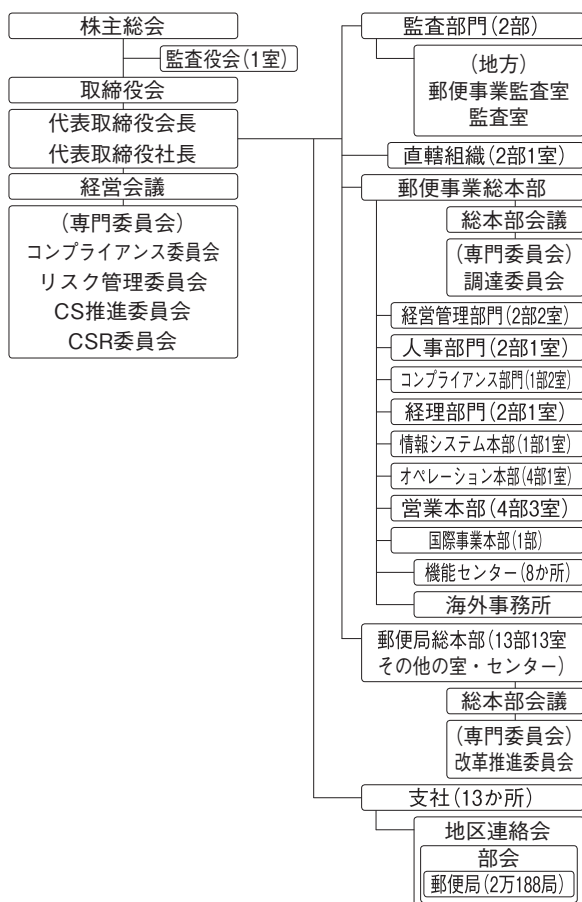 株主総会
監査役会(1室)
取締役会
代表取締役会長
代表取締役社長
経営会議
(専門委員会)
コンプライアンス委員会
リスク管理委員会
CS推進委員会
CSR委員会
監査部門(2部)
(地方)
郵便事業監査室
監査室
直轄組織(2部1室)
郵便事業総本部
総本部会議
(専門委員会)
調達委員会
経営管理部門(2部2室)
人事部門(2部1室)
コンプライアンス部門(1部2室)
経理部門(2部1室)
情報システム本部(1部1室)
オペレーション本部(4部1室)
営業本部(4部3室)
国際事業本部(1部)
機能センター(8か所)
海外事務所
郵便局総本部(13部13室
その他の室・センター)
総本部会議
(専門委員会)
改革推進委員会
支社(13か所)
地区連絡会
部会
郵便局(2万188局)